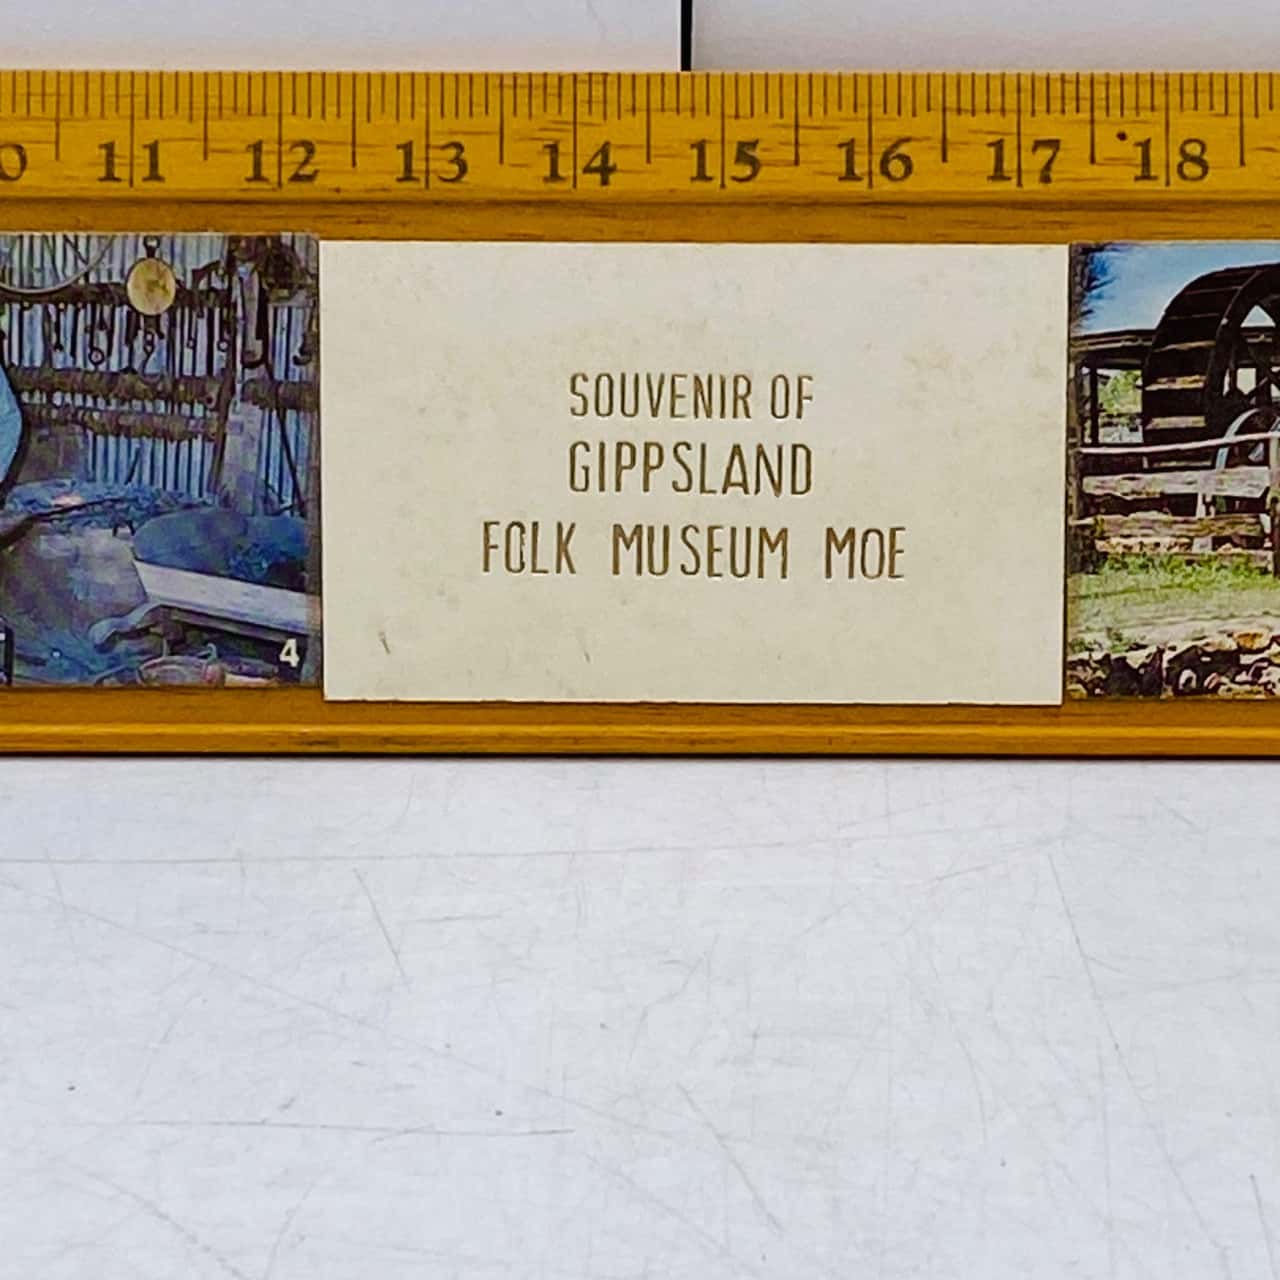 0 11 12 13 14 15 16 17 18
SOUVENIR OF
GIPPSLAND
FOLK MUSEUM MOE
4